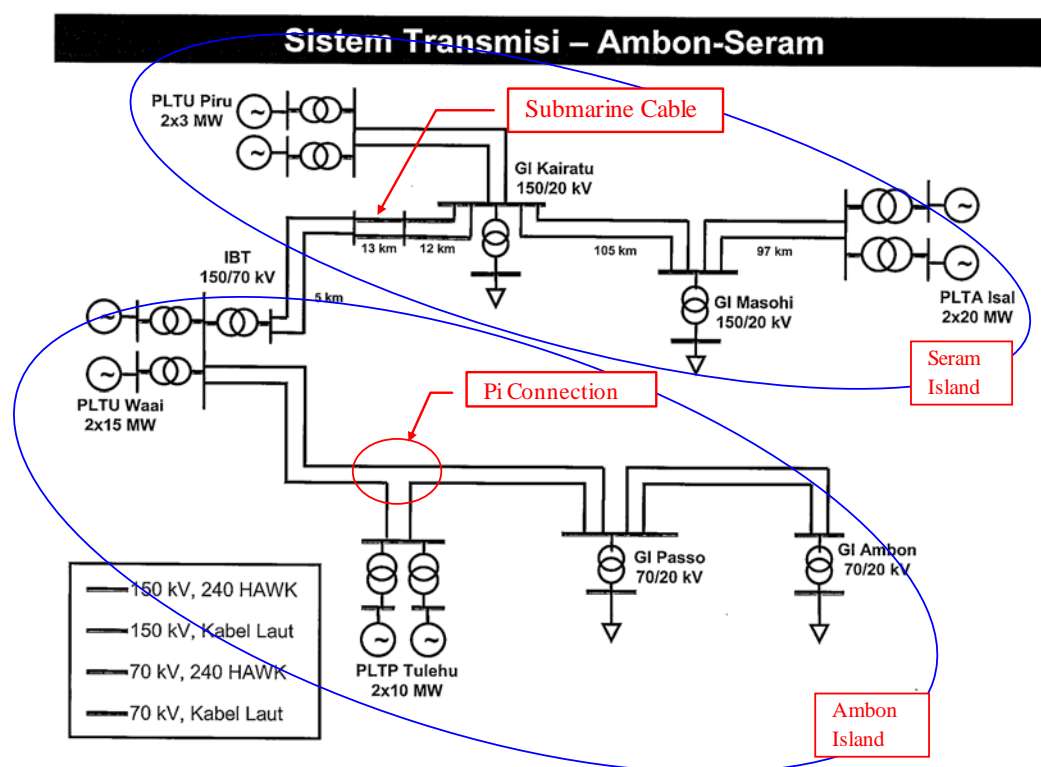 Sistem Transmisi – Ambon-Seram
PLTU Piru
2x3 MW
Submarine Cable
GI Kairatu
150/20 kV
13 km
12 km
105 km
97 km
IBT
150/70 kV
5 km
GI Masohi
150/20 kV
PLTA Isal
2x20 MW
Seram
Island
PLTU Waai
2x15 MW
Pi Connection
GI Passo
70/20 kV
GI Ambon
70/20 kV
150 kV, 240 HAWK
150 kV, Kabel Laut
70 kV, 240 HAWK
70 kV, Kabel Laut
PLTP Tulehu
2x10 MW
Ambon
Island